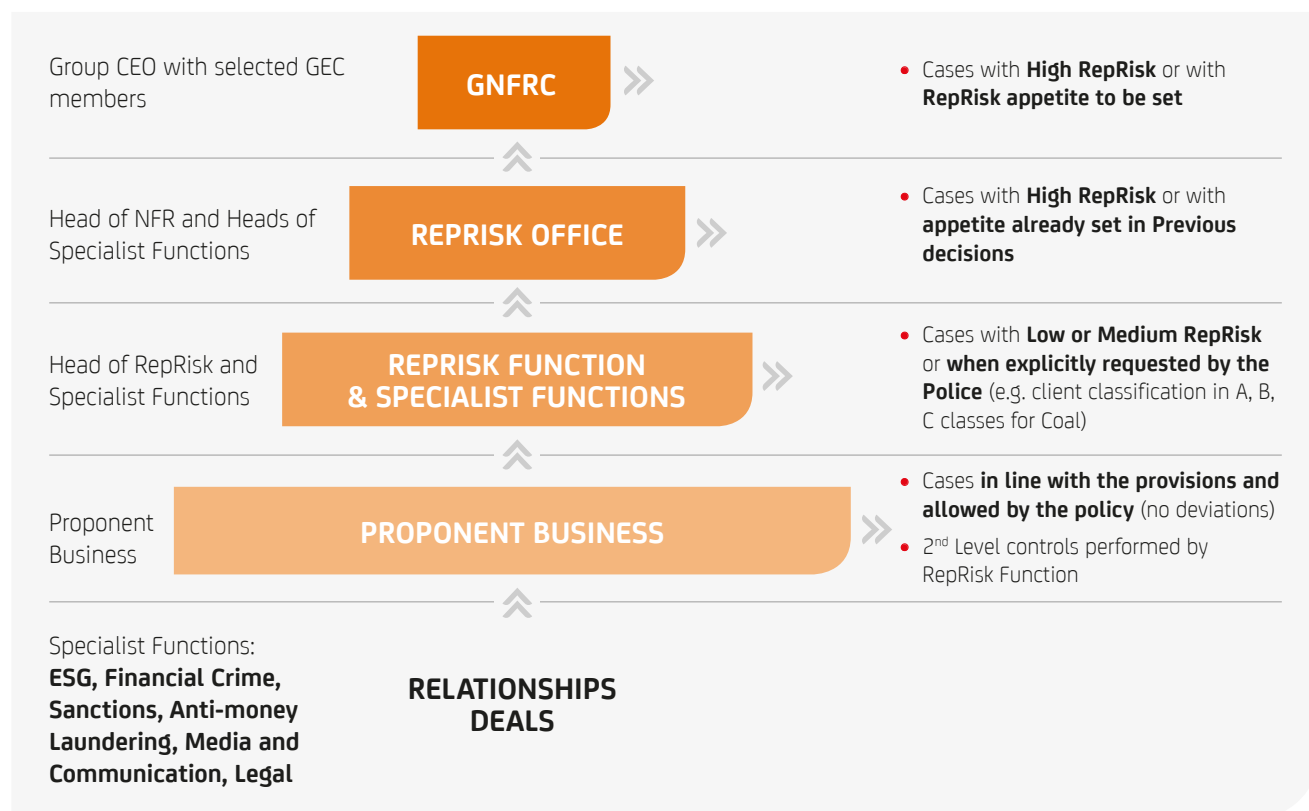 Group CEO with selected GEC
members
GNFRC
• Cases with High RepRisk or with
RepRisk appetite to be set
Head of NFR and Heads of
Specialist Functions
REPRISK OFFICE
• Cases with High RepRisk or with
appetite already set in Previous
decisions
Head of RepRisk and
Specialist Functions
REPRISK FUNCTION
& SPECIALIST FUNCTIONS
• Cases with Low or Medium RepRisk
or when explicitly requested by the
Police (e.g. client classification in A, B,
C classes for Coal)
Proponent
Business
PROPONENT BUSINESS
• Cases in line with the provisions and
allowed by the policy (no deviations)
• 2nd Level controls performed by
RepRisk Function
Specialist Functions:
ESG, Financial Crime,
Sanctions, Anti-money
Laundering, Media and
Communication, Legal
RELATIONSHIPS
DEALS